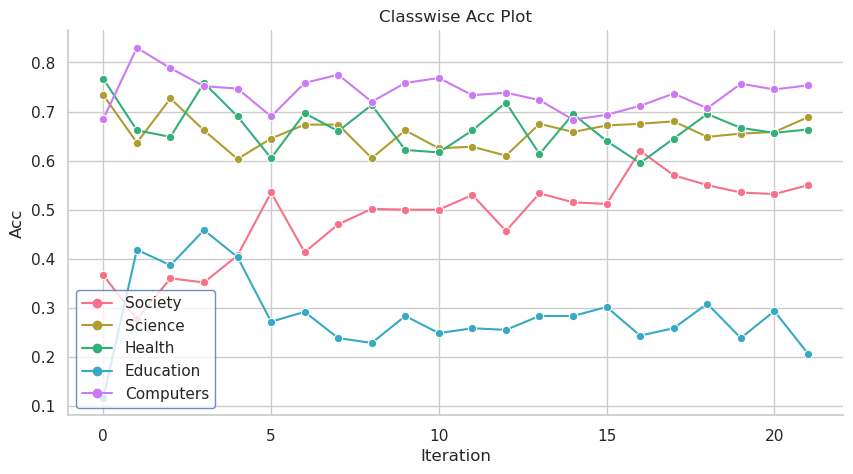 Classwise Acc Plot
0.8
0.7
0.6
0.5
0.4
0.3
0.2
0.1
Acc
Society
Science
Health
Education
Computers
0 5 10 15 20
Iteration